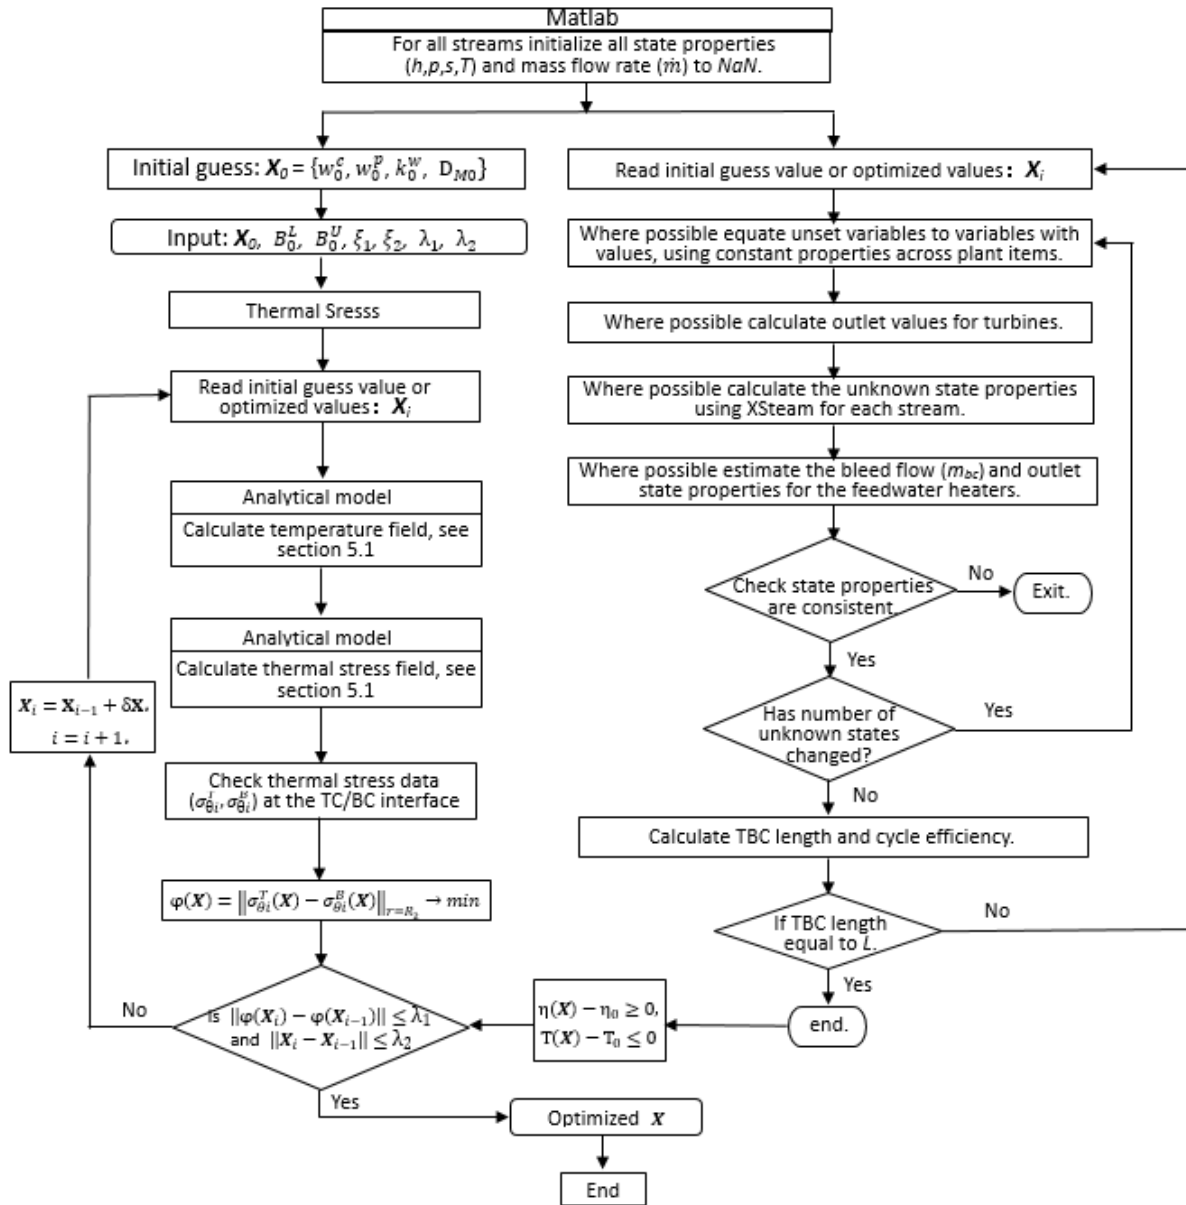 Matlab
For all streams initialize all state properties
(h,p,s,T) and mass flow rate (ṁ) to NaN.
Initial guess: X₀ = {w₀ᶜ, w₀ᵖ, k₀ʷ, D_M0}
Input: X₀, B₀ᴸ, B₀ᵁ, ξ₁, ξ₂, λ₁, λ₂
Thermal Sresss
Read initial guess value or
optimized values: Xᵢ
Analytical model
Calculate temperature field, see
section 5.1
Analytical model
Calculate thermal stress field, see
section 5.1
Xᵢ = Xᵢ₋₁ + δX.
i = i + 1.
Check thermal stress data
(σ_θi^T, σ_θi^B) at the TC/BC interface
φ(X) = ‖σ_θi^T(X) − σ_θi^B(X)‖_r=R₂ → min
No
Is ||φ(Xᵢ) − φ(Xᵢ₋₁)|| ≤ λ₁
and ||Xᵢ − Xᵢ₋₁|| ≤ λ₂
Yes
Optimized X
End
Read initial guess value or optimized values: Xᵢ
Where possible equate unset variables to variables with
values, using constant properties across plant items.
Where possible calculate outlet values for turbines.
Where possible calculate the unknown state properties
using XSteam for each stream.
Where possible estimate the bleed flow (m_bc) and outlet
state properties for the feedwater heaters.
Check state properties
are consistent.
No
Exit.
Yes
Has number of
unknown states
changed?
Yes
No
Calculate TBC length and cycle efficiency.
If TBC length
equal to L.
No
Yes
end.
η(X) − η₀ ≥ 0,
T(X) − T₀ ≤ 0